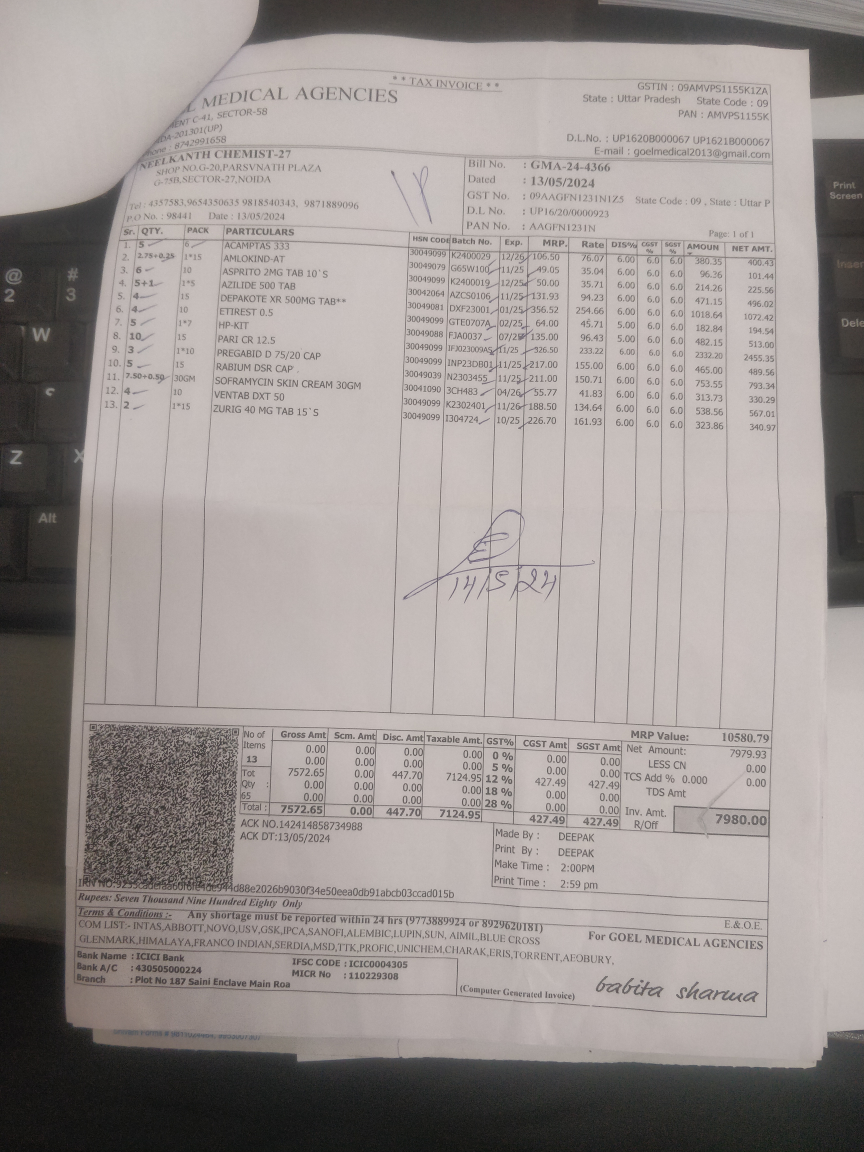 ** TAX INVOICE **
GSTIN : 09AMVPS1155K1ZA
State : Uttar Pradesh State Code : 09
PAN : AMVPS1155K
MEDICAL AGENCIES
C-41, SECTOR-58
-201301(UP)
: 8742991658
D.L.No. : UP1620B000067 UP1621B000067
E-mail : goelmedical2013@gmail.com
NEELKANTH CHEMIST-27
SHOP NO.G-20,PARSVNATH PLAZA
G-75B,SECTOR-27,NOIDA
Tel : 4357583,9654350635 9818540343, 9871889096
P.O No. : 98441 Date : 13/05/2024
Bill No. : GMA-24-4366
Dated : 13/05/2024
GST No. : 09AAGFN1231N1Z5 State Code : 09 , State : Uttar P
D.L No. : UP16/20/0000923
PAN No. : AAGFN1231N
Page: 1 of 1
Sr. QTY. PACK PARTICULARS HSN CODE Batch No. Exp. MRP. Rate DIS% CGST % SGST % AMOUN NET AMT.
1. 5 6 ACAMPTAS 333 30049099 K2400029 12/26 106.50 76.07 6.00 6.0 6.0 380.35 400.43
2. 2.75+0.25 1*15 AMLOKIND-AT 30049079 G65W100 11/25 49.05 35.04 6.00 6.0 6.0 96.36 101.44
3. 6 10 ASPRITO 2MG TAB 10`S 30049099 K2400019 12/25 50.00 35.71 6.00 6.0 6.0 214.26 225.56
4. 5+1 1*5 AZILIDE 500 TAB 30042064 AZCS0106 11/25 131.93 94.23 6.00 6.0 6.0 471.15 496.02
5. 4 15 DEPAKOTE XR 500MG TAB** 30049081 DXF23001 01/25 356.52 254.66 6.00 6.0 6.0 1018.64 1072.42
6. 4 10 ETIREST 0.5 30049099 GTE0707A 02/25 64.00 45.71 5.00 6.0 6.0 182.84 194.54
7. 5 1*7 HP-KIT 30049088 FJA0037 07/25 135.00 96.43 5.00 6.0 6.0 482.15 513.00
8. 10 15 PARI CR 12.5 30049099 IFJ023009AS 11/25 326.50 233.22 6.00 6.0 6.0 2332.20 2455.35
9. 3 1*10 PREGABID D 75/20 CAP 30049099 INP23DB01 11/25 217.00 155.00 6.00 6.0 6.0 465.00 489.56
10. 5 15 RABIUM DSR CAP 30049039 N2303455 11/25 211.00 150.71 6.00 6.0 6.0 753.55 793.34
11. 7.50+0.50 30GM SOFRAMYCIN SKIN CREAM 30GM 30041090 3CH483 04/26 55.77 41.83 6.00 6.0 6.0 313.73 330.29
12. 4 10 VENTAB DXT 50 30049099 K2302401 11/26 188.50 134.64 6.00 6.0 6.0 538.56 567.01
13. 2 1*15 ZURIG 40 MG TAB 15`S 30049099 I304724 10/25 226.70 161.93 6.00 6.0 6.0 323.86 340.97
14/5/24
No of Items 13 Gross Amt Scm. Amt Disc. Amt Taxable Amt. GST% CGST Amt SGST Amt
0.00 0.00 0.00 0.00 0 % 0.00 0.00
0.00 0.00 0.00 0.00 5 % 0.00 0.00
Tot Qty : 65 7572.65 0.00 447.70 7124.95 12 % 427.49 427.49
0.00 0.00 0.00 0.00 18 % 0.00 0.00
0.00 0.00 0.00 0.00 28 % 0.00 0.00
Total : 7572.65 0.00 447.70 7124.95 427.49 427.49
MRP Value: 10580.79
Net Amount: 7979.93
LESS CN 0.00
TCS Add % 0.000 0.00
TDS Amt
Inv. Amt. R/Off 7980.00
ACK NO.142414858734988
ACK DT:13/05/2024
Made By : DEEPAK
Print By : DEEPAK
Make Time : 2:00PM
Print Time : 2:59 pm
Rupees: Seven Thousand Nine Hundred Eighty Only
Terms & Conditions :- Any shortage must be reported within 24 hrs (9773889924 or 8929620181) E.& O.E.
COM LIST:- INTAS,ABBOTT,NOVO,USV,GSK,IPCA,SANOFI,ALEMBIC,LUPIN,SUN, AIMIL,BLUE CROSS
GLENMARK,HIMALAYA,FRANCO INDIAN,SERDIA,MSD,TTK,PROFIC,UNICHEM,CHARAK,ERIS,TORRENT,AEOBURY,
For GOEL MEDICAL AGENCIES
Bank Name : ICICI Bank IFSC CODE : ICIC0004305
Bank A/C : 430505000224 MICR No : 110229308
Branch : Plot No 187 Saini Enclave Main Roa
(Computer Generated Invoice)
babita sharma
Print Screen
Inser
Dele
@ 2
# 3
W
Z
X
Alt